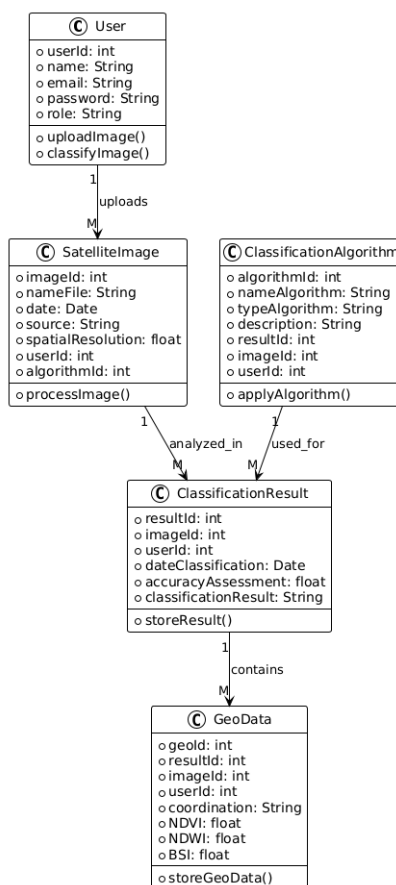 C User
userId: int
name: String
email: String
password: String
role: String
uploadImage()
classifyImage()
1
uploads
M
C SatelliteImage
imageId: int
nameFile: String
date: Date
source: String
spatialResolution: float
userId: int
algorithmId: int
processImage()
C ClassificationAlgorithm
algorithmId: int
nameAlgorithm: String
typeAlgorithm: String
description: String
resultId: int
imageId: int
userId: int
applyAlgorithm()
1
analyzed_in
M
1
used_for
M
C ClassificationResult
resultId: int
imageId: int
userId: int
dateClassification: Date
accuracyAssessment: float
classificationResult: String
storeResult()
1
contains
M
C GeoData
geoId: int
resultId: int
imageId: int
userId: int
coordination: String
NDVI: float
NDWI: float
BSI: float
storeGeoData()